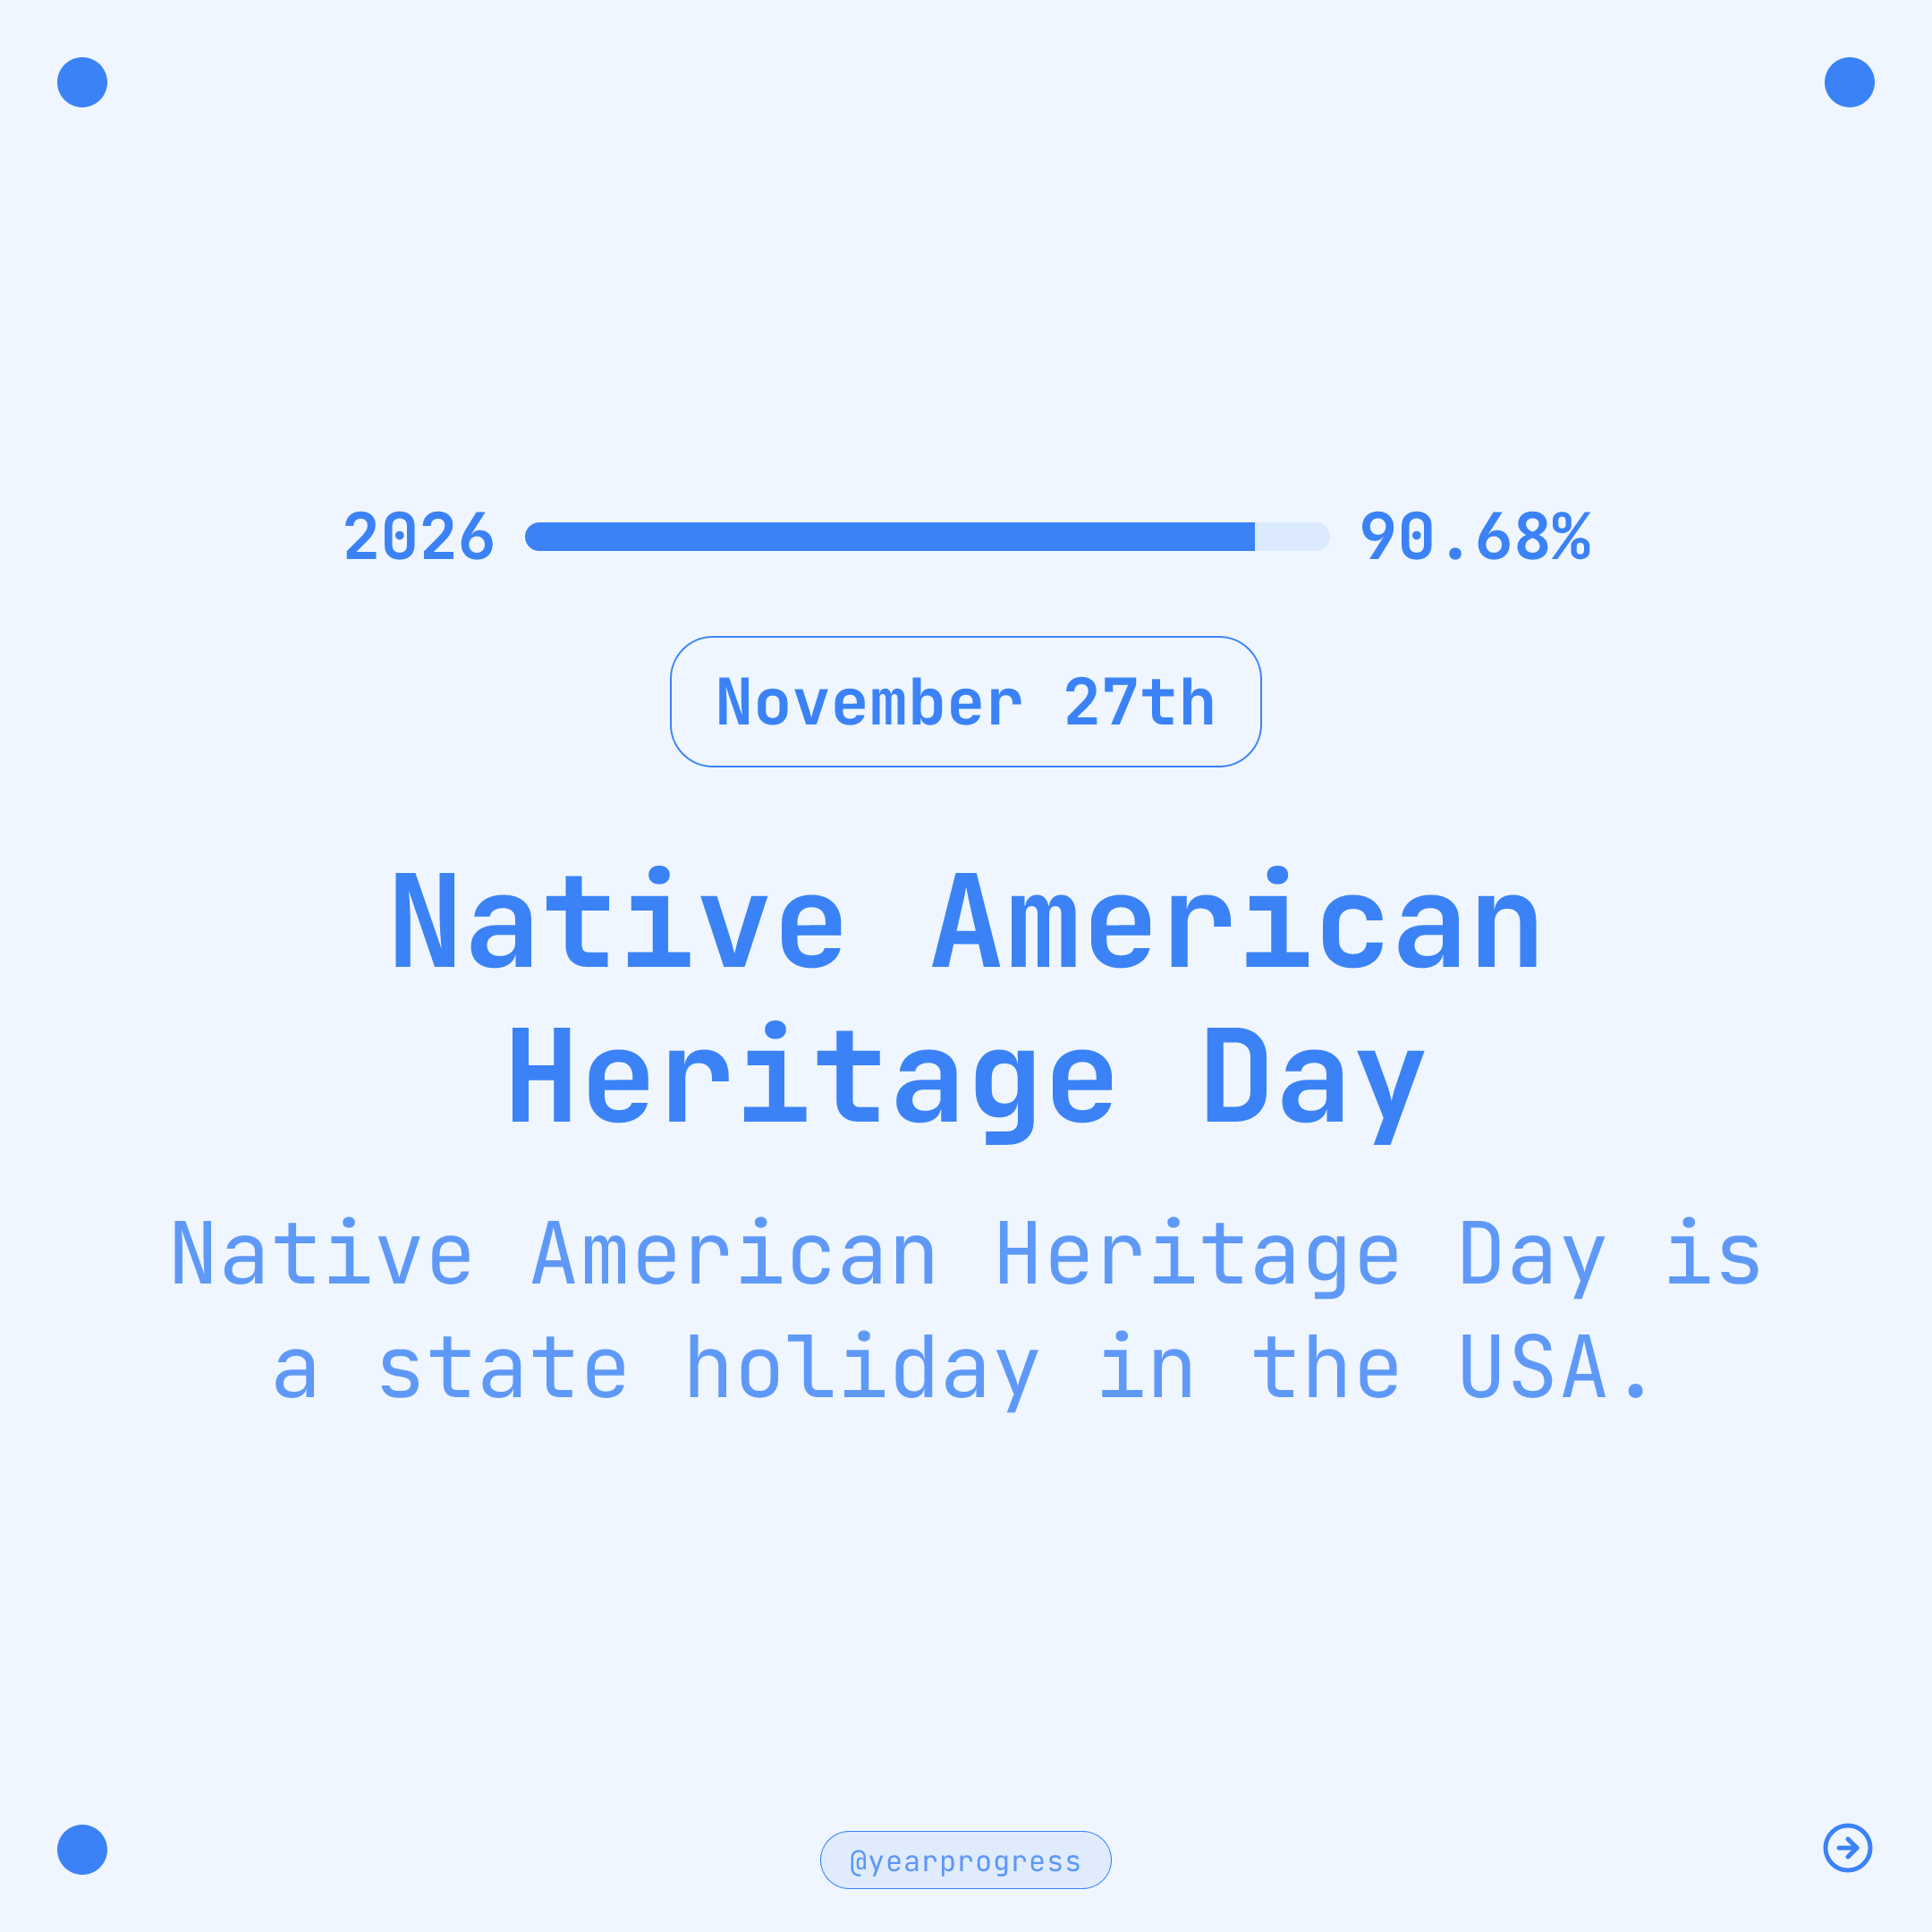 2026 90.68%
November 27th
Native American
Heritage Day
Native American Heritage Day is
a state holiday in the USA.
@yearprogress